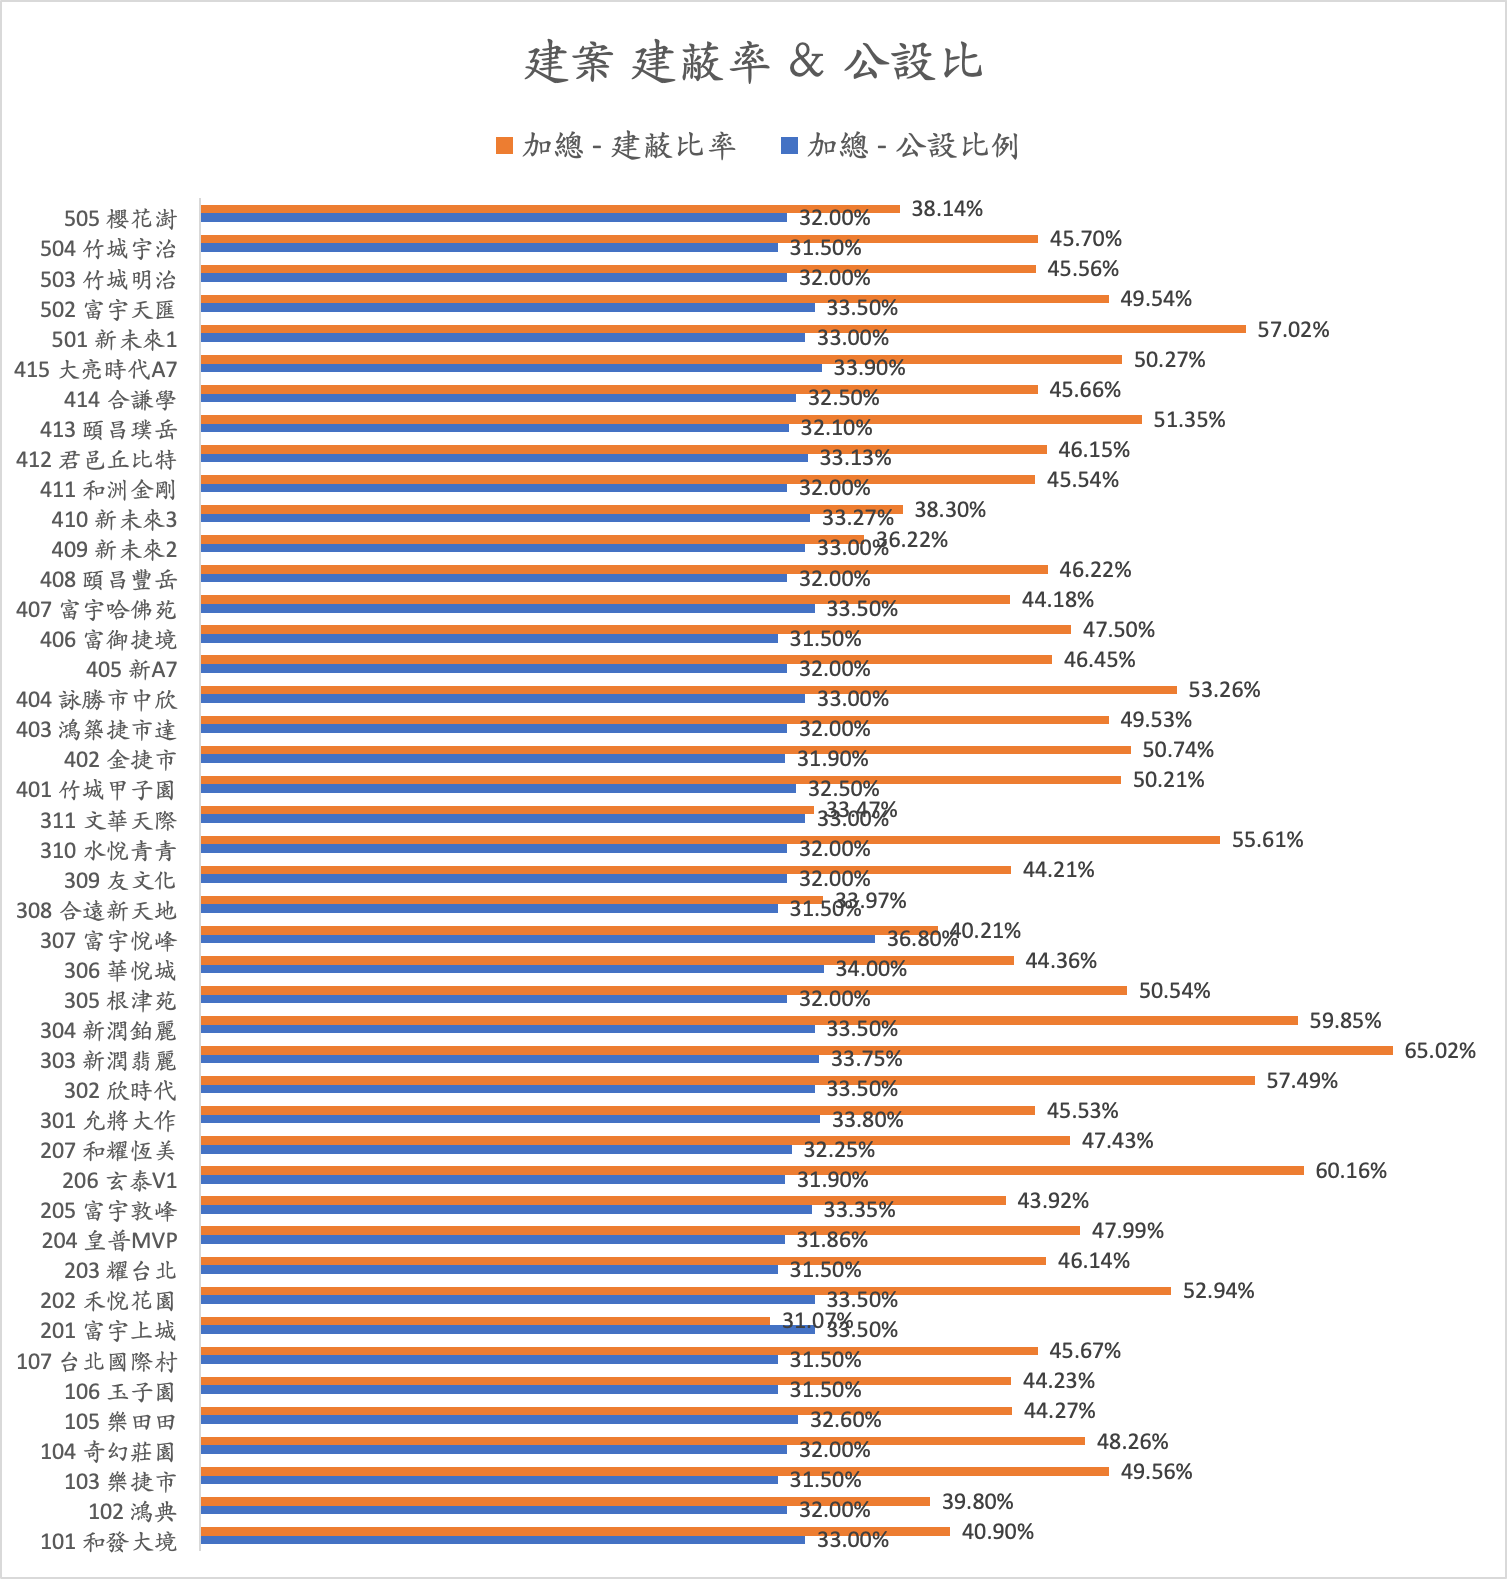 建案 建蔽率 & 公設比
加總 - 建蔽比率 加總 - 公設比例
505 櫻花澍 38.14% 32.00%
504 竹城宇治 45.70% 31.50%
503 竹城明治 45.56% 32.00%
502 富宇天匯 49.54% 33.50%
501 新未來1 57.02% 33.00%
415 大亮時代A7 50.27% 33.90%
414 合謙學 45.66% 32.50%
413 頤昌璞岳 51.35% 32.10%
412 君邑丘比特 46.15% 33.13%
411 和洲金剛 45.54% 32.00%
410 新未來3 38.30% 33.27%
409 新未來2 36.22% 33.00%
408 頤昌豐岳 46.22% 32.00%
407 富宇哈佛苑 44.18% 33.50%
406 富御捷境 47.50% 31.50%
405 新A7 46.45% 32.00%
404 詠勝市中欣 53.26% 33.00%
403 鴻築捷市達 49.53% 32.00%
402 金捷市 50.74% 31.90%
401 竹城甲子園 50.21% 32.50%
311 文華天際 33.47% 33.00%
310 水悅青青 55.61% 32.00%
309 友文化 44.21% 32.00%
308 合遠新天地 33.97% 31.50%
307 富宇悅峰 40.21% 36.80%
306 華悅城 44.36% 34.00%
305 根津苑 50.54% 32.00%
304 新潤鉑麗 59.85% 33.50%
303 新潤翡麗 65.02% 33.75%
302 欣時代 57.49% 33.50%
301 允將大作 45.53% 33.80%
207 和耀恆美 47.43% 32.25%
206 玄泰V1 60.16% 31.90%
205 富宇敦峰 43.92% 33.35%
204 皇普MVP 47.99% 31.86%
203 耀台北 46.14% 31.50%
202 禾悅花園 52.94% 33.50%
201 富宇上城 31.07% 33.50%
107 台北國際村 45.67% 31.50%
106 玉子園 44.23% 31.50%
105 樂田田 44.27% 32.60%
104 奇幻莊園 48.26% 32.00%
103 樂捷市 49.56% 31.50%
102 鴻典 39.80% 32.00%
101 和發大境 40.90% 33.00%